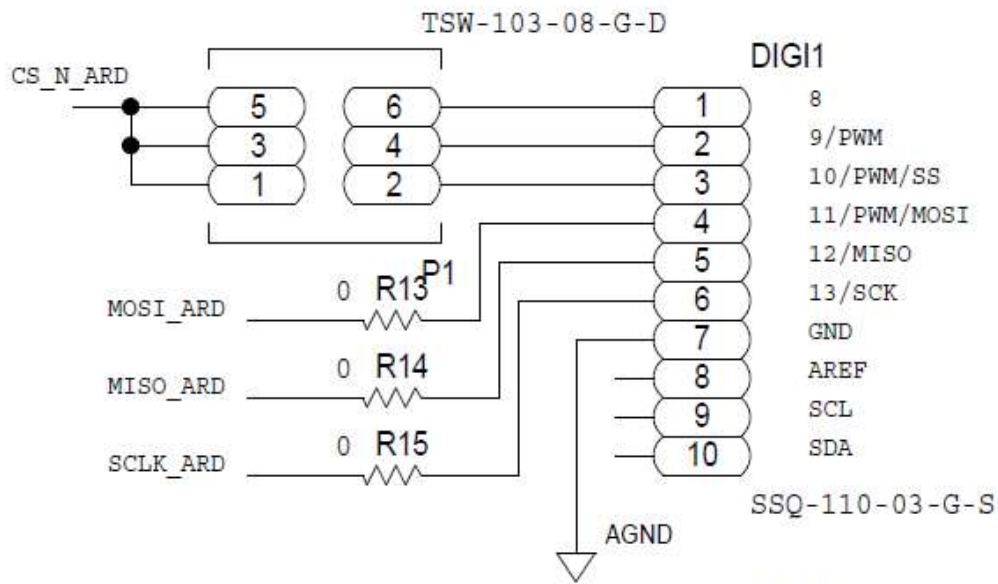 TSW-103-08-G-D
DIGI1
CS_N_ARD
5 6 1 8
3 4 2 9/PWM
1 2 3 10/PWM/SS
4 11/PWM/MOSI
5 12/MISO
P1
MOSI_ARD 0 R13 6 13/SCK
7 GND
MISO_ARD 0 R14 8 AREF
9 SCL
SCLK_ARD 0 R15 10 SDA
SSQ-110-03-G-S
AGND